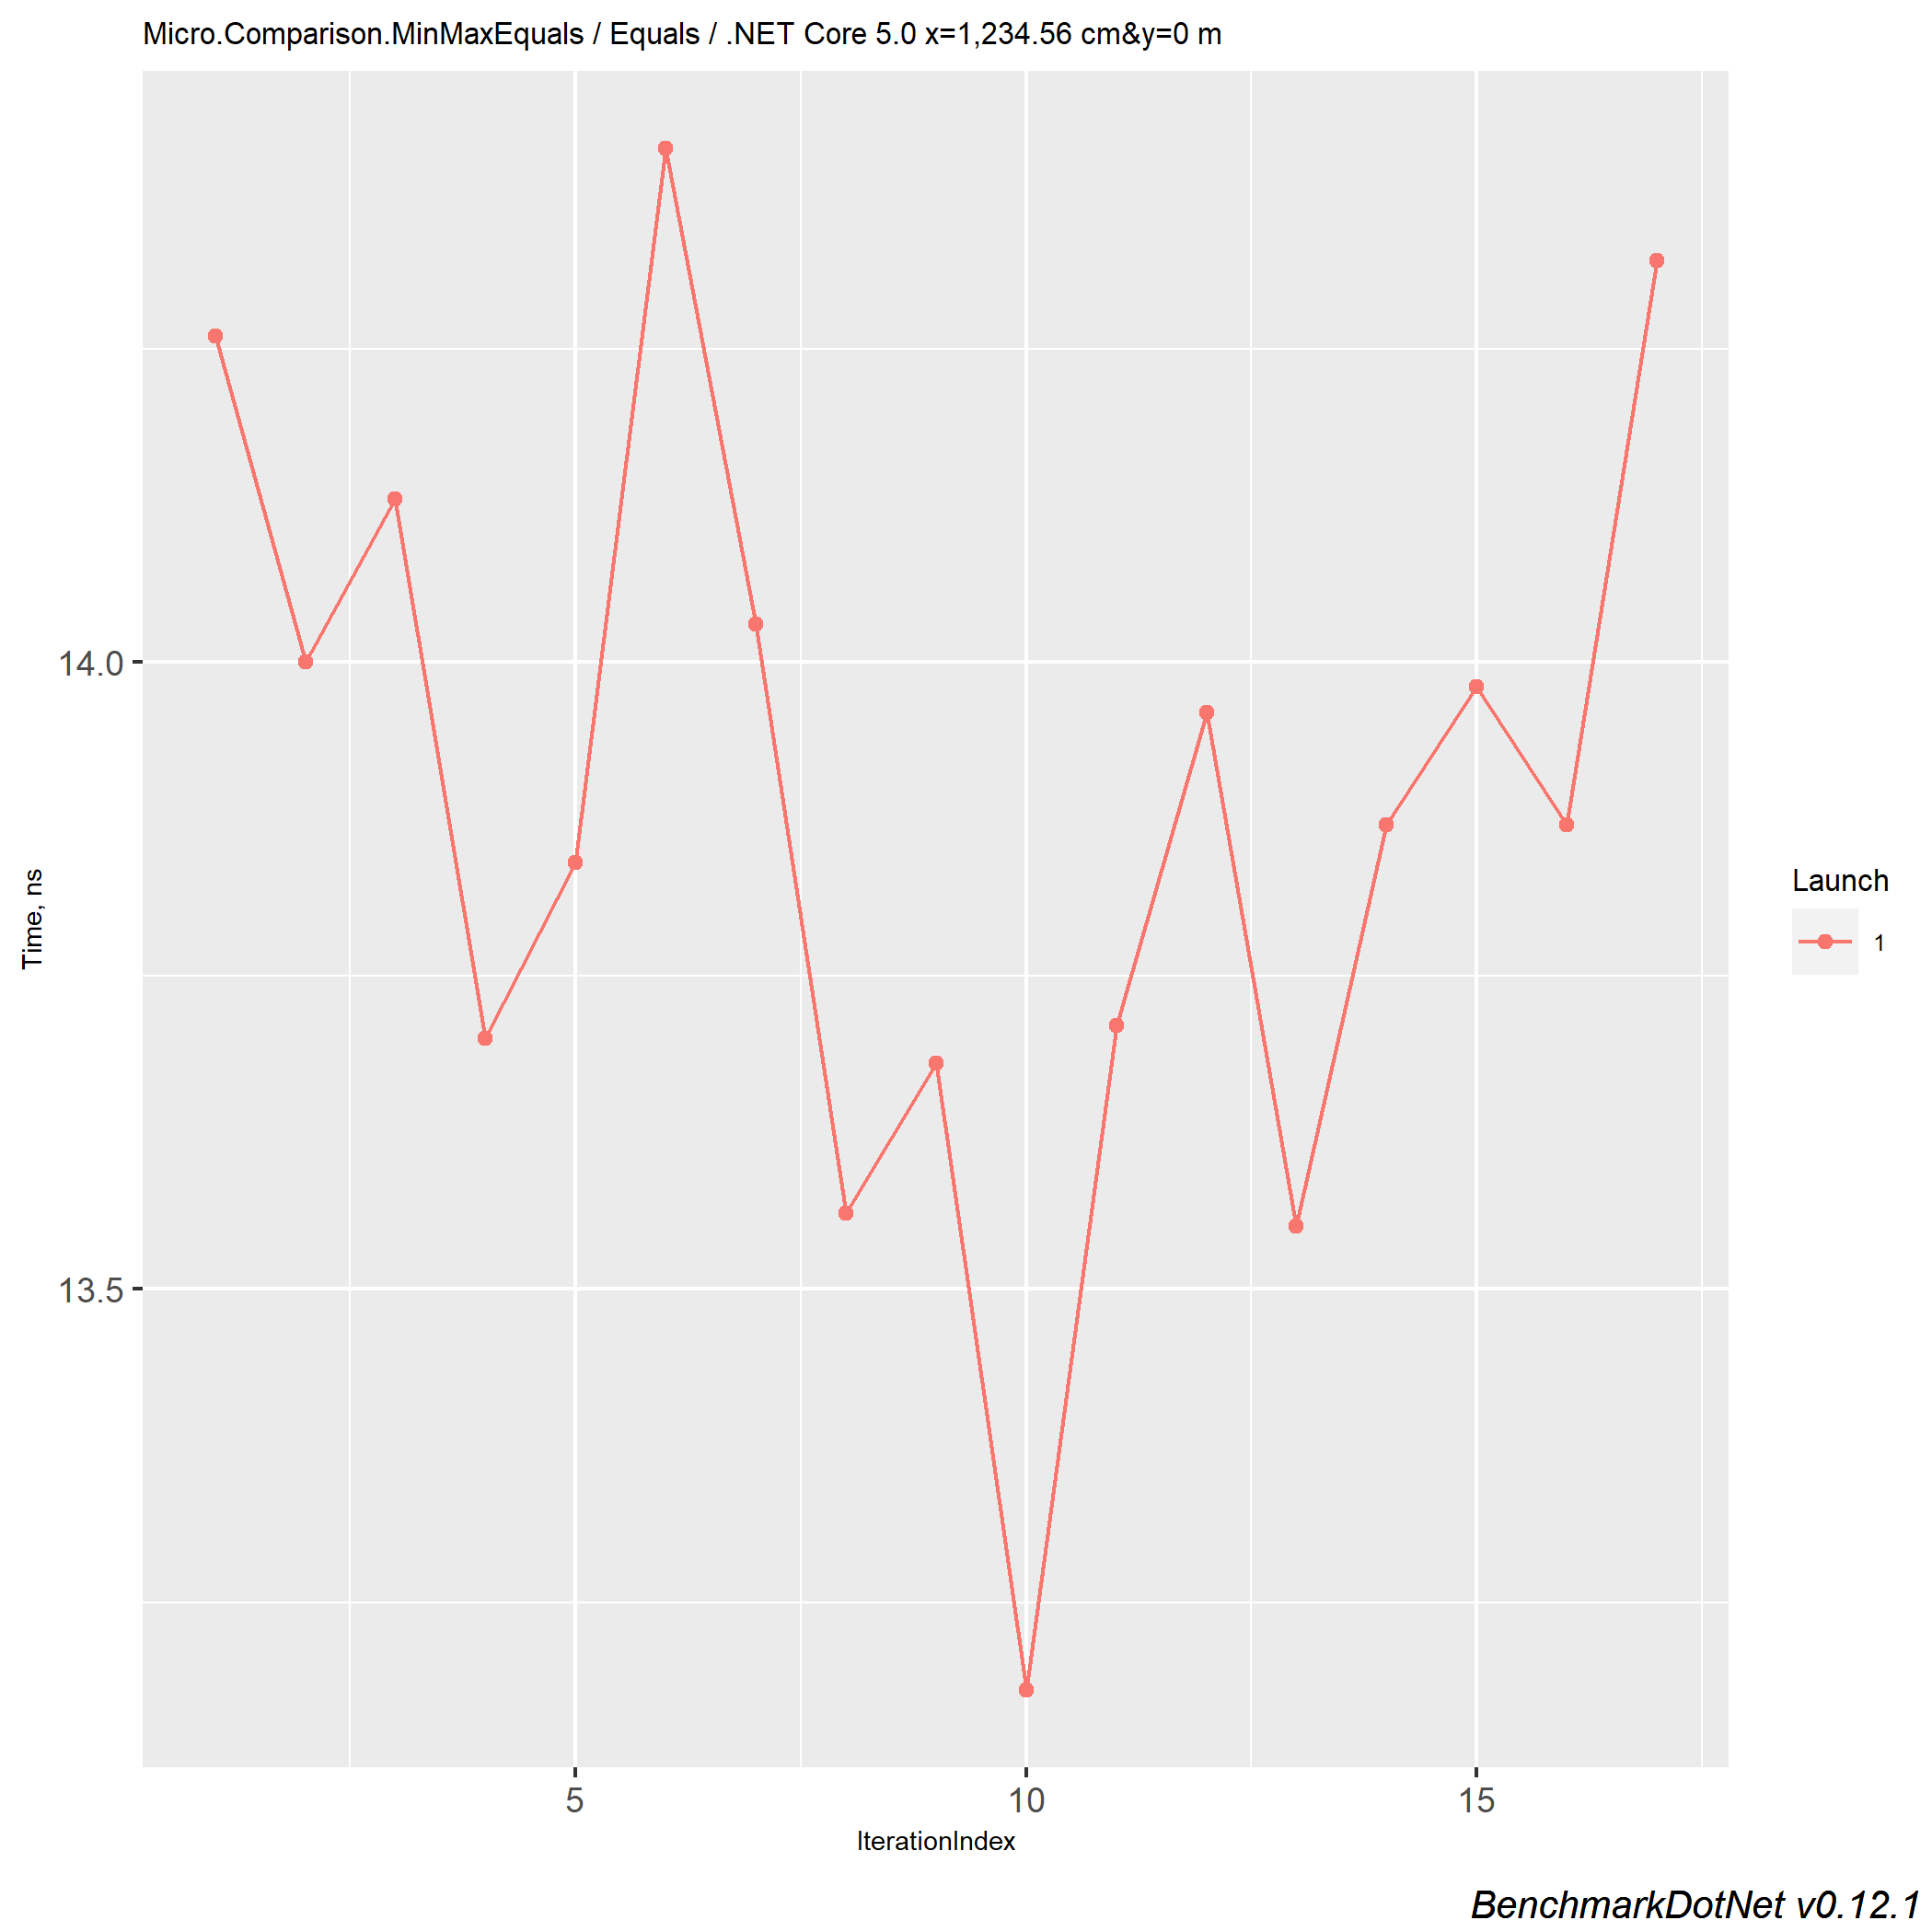 Micro.Comparison.MinMaxEquals / Equals / .NET Core 5.0 x=1,234.56 cm&y=0 m
14.0
13.5
Time, ns
5
10
15
IterationIndex
Launch
1
BenchmarkDotNet v0.12.1